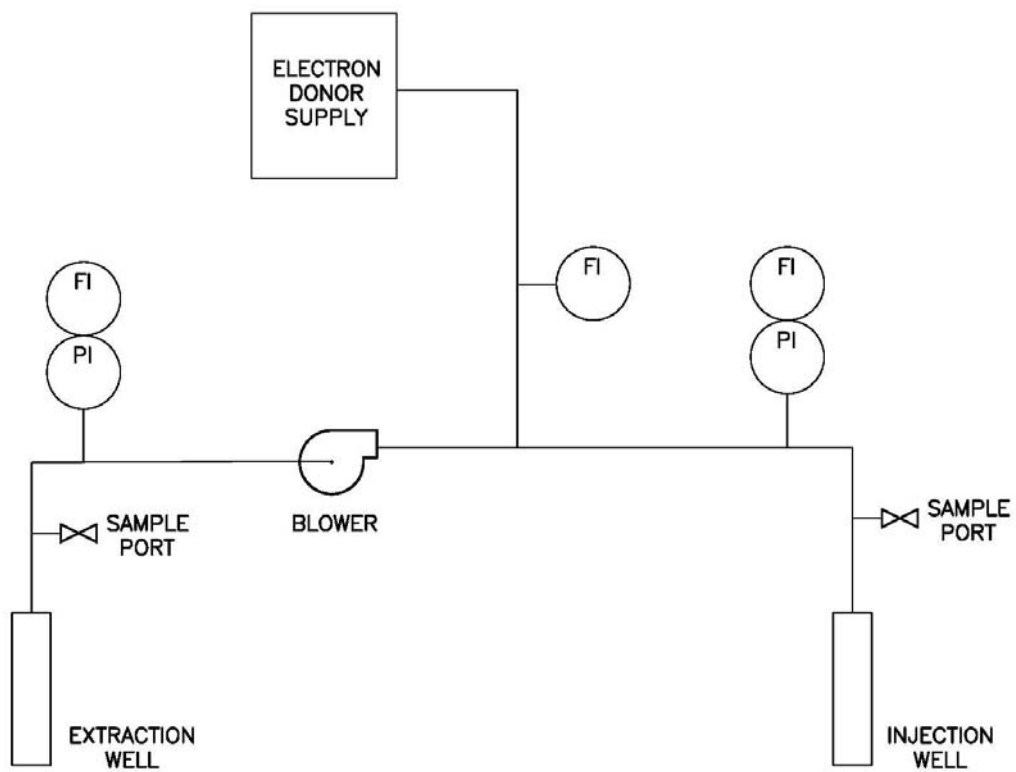 ELECTRON
DONOR
SUPPLY
FI
PI
FI
FI
PI
SAMPLE
PORT
BLOWER
SAMPLE
PORT
EXTRACTION
WELL
INJECTION
WELL